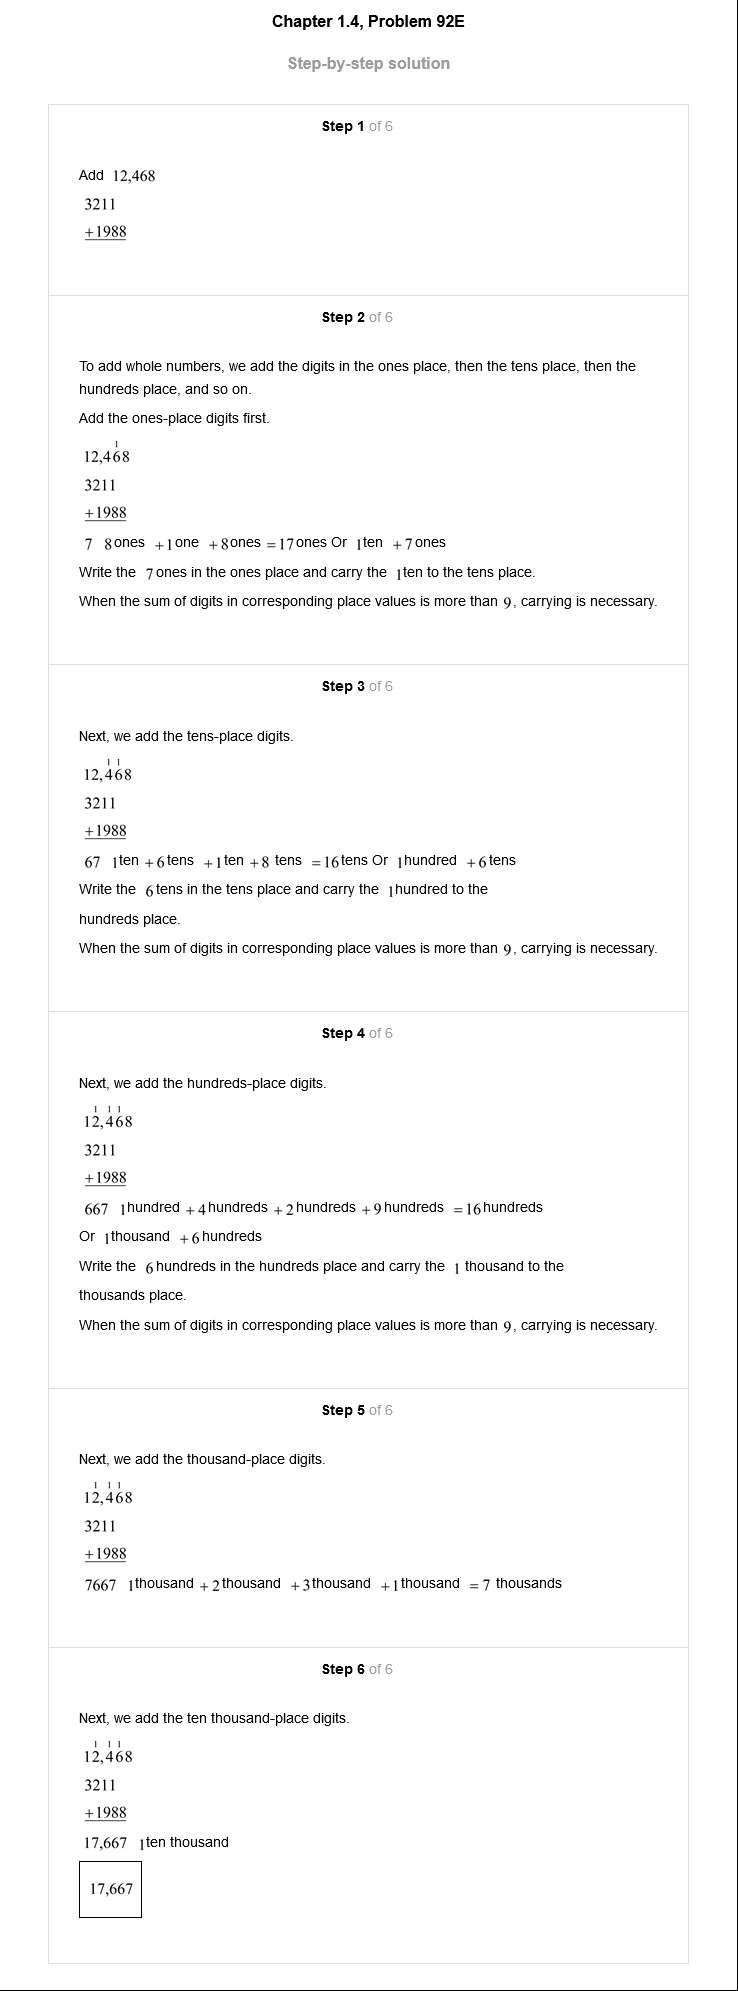 Chapter 1.4, Problem 92E
Step-by-step solution
Step 1 of 6
Add 12,468
3211
+1988
Step 2 of 6
To add whole numbers, we add the digits in the ones place, then the tens place, then the
hundreds place, and so on.
Add the ones-place digits first.
1
12,468
3211
+1988
7 8 ones +1 one +8 ones =17 ones Or 1 ten +7 ones
Write the 7 ones in the ones place and carry the 1 ten to the tens place.
When the sum of digits in corresponding place values is more than 9, carrying is necessary.
Step 3 of 6
Next, we add the tens-place digits.
1 1
12,468
3211
+1988
67 1 ten +6 tens +1 ten +8 tens =16 tens Or 1 hundred +6 tens
Write the 6 tens in the tens place and carry the 1 hundred to the
hundreds place.
When the sum of digits in corresponding place values is more than 9, carrying is necessary.
Step 4 of 6
Next, we add the hundreds-place digits.
1 1 1
12,468
3211
+1988
667 1 hundred +4 hundreds +2 hundreds +9 hundreds =16 hundreds
Or 1 thousand +6 hundreds
Write the 6 hundreds in the hundreds place and carry the 1 thousand to the
thousands place.
When the sum of digits in corresponding place values is more than 9, carrying is necessary.
Step 5 of 6
Next, we add the thousand-place digits.
1 1 1
12,468
3211
+1988
7667 1 thousand +2 thousand +3 thousand +1 thousand =7 thousands
Step 6 of 6
Next, we add the ten thousand-place digits.
1 1 1
12,468
3211
+1988
17,667 1 ten thousand
17,667